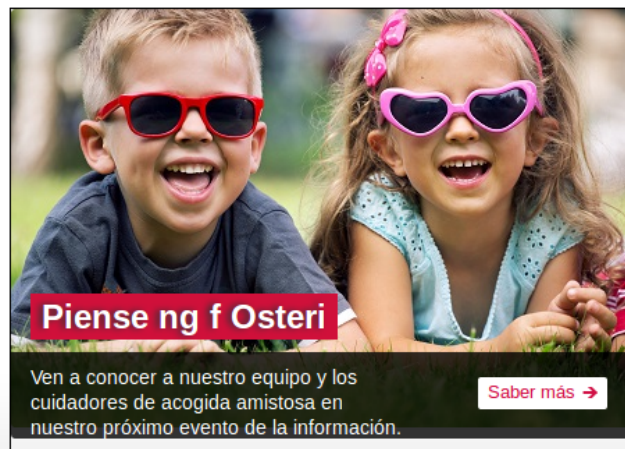 Piense ng f Osteri
Ven a conocer a nuestro equipo y los
cuidadores de acogida amistosa en
nuestro próximo evento de la información.
Saber más →